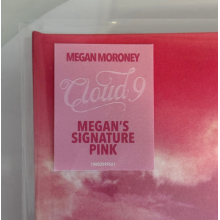 MEGAN MORONEY
Cloud 9
MEGAN'S
SIGNATURE
PINK